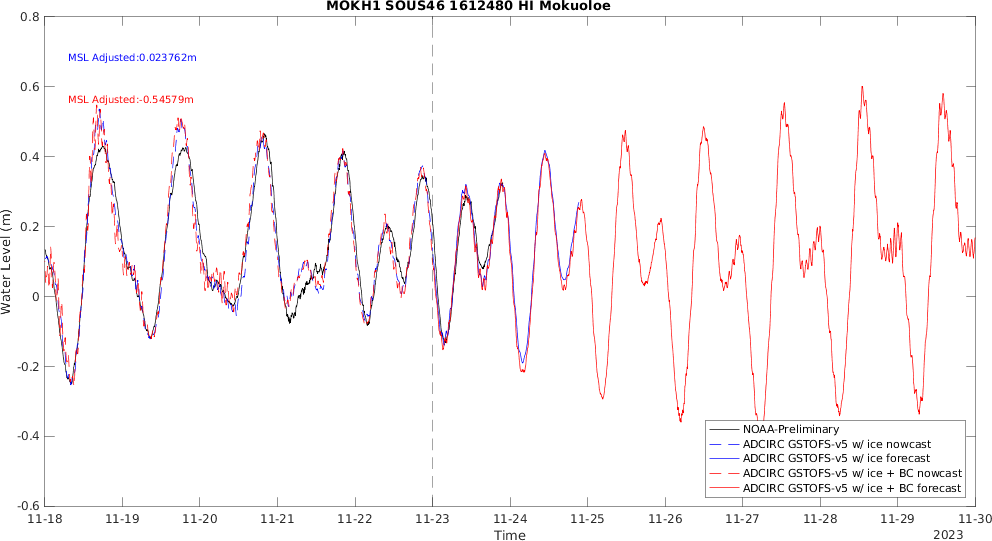 MOKH1 SOUS46 1612480 HI Mokuoloe
MSL Adjusted:0.023762m
MSL Adjusted:-0.54579m
Water Level (m)
0.8
0.6
0.4
0.2
0
-0.2
-0.4
-0.6
NOAA-Preliminary
ADCIRC GSTOFS-v5 w/ ice nowcast
ADCIRC GSTOFS-v5 w/ ice forecast
ADCIRC GSTOFS-v5 w/ ice + BC nowcast
ADCIRC GSTOFS-v5 w/ ice + BC forecast
11-18 11-19 11-20 11-21 11-22 11-23 11-24 11-25 11-26 11-27 11-28 11-29 11-30
Time
2023